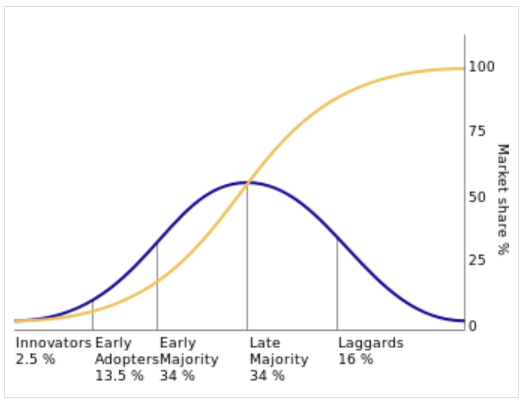 100
75
50
25
0
Market share %
Innovators
2.5 %
Early
Adopters
13.5 %
Early
Majority
34 %
Late
Majority
34 %
Laggards
16 %